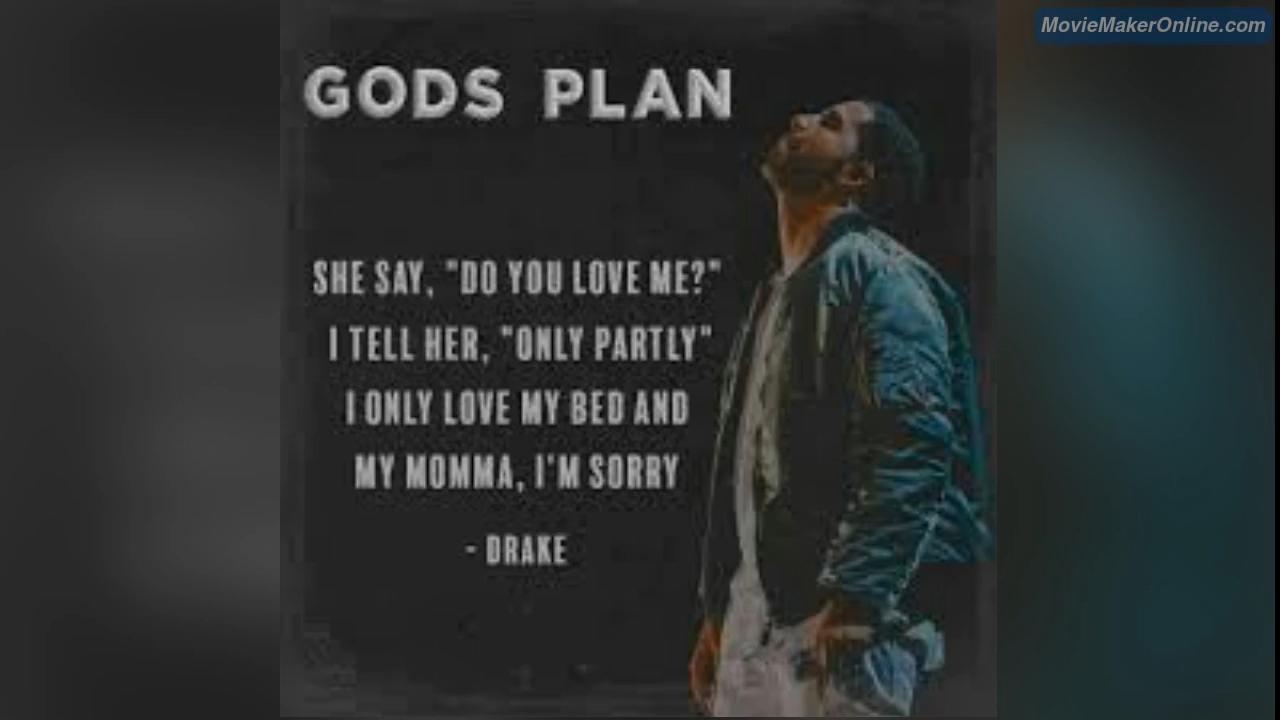 MovieMakerOnline.com
GODS PLAN
SHE SAY, "DO YOU LOVE ME?"
I TELL HER, "ONLY PARTLY"
I ONLY LOVE MY BED AND
MY MOMMA, I'M SORRY
- DRAKE